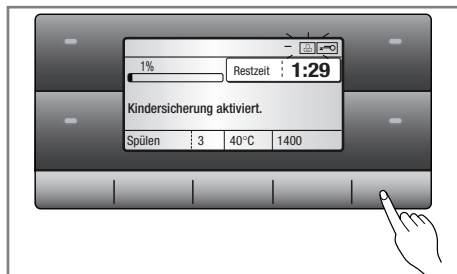 1%
Restzeit 1:29
Kindersicherung aktiviert.
Spülen 3 40°C 1400